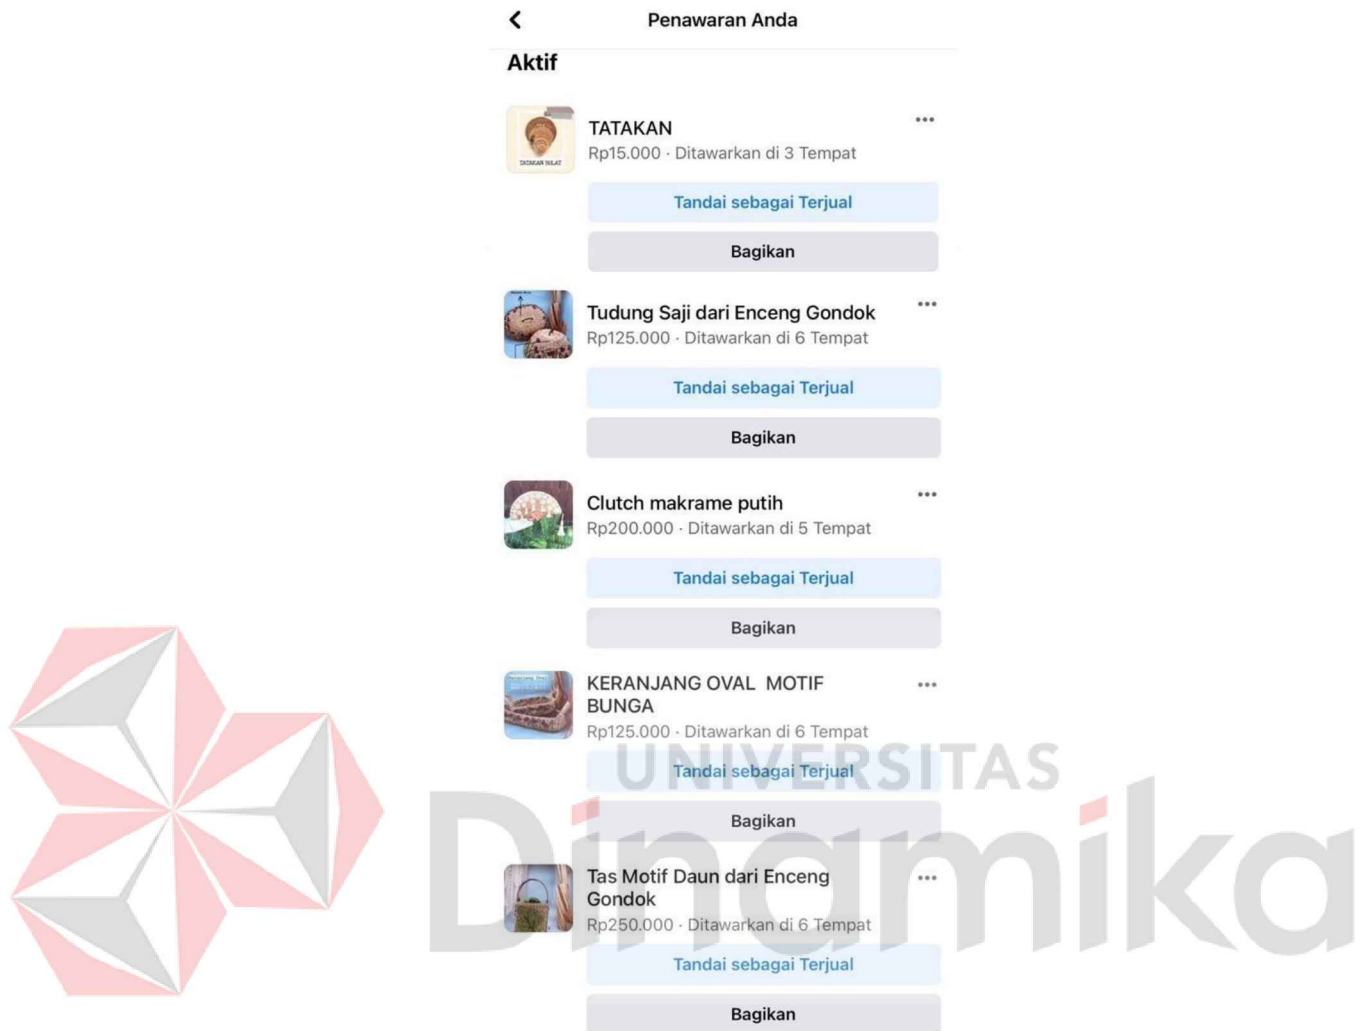 Penawaran Anda
Aktif
TATAKAN
Rp15.000 · Ditawarkan di 3 Tempat
TATAKAN BULAT
Tandai sebagai Terjual
Bagikan
Tudung Saji dari Enceng Gondok
Rp125.000 · Ditawarkan di 6 Tempat
Tandai sebagai Terjual
Bagikan
Clutch makrame putih
Rp200.000 · Ditawarkan di 5 Tempat
Tandai sebagai Terjual
Bagikan
KERANJANG OVAL MOTIF
BUNGA
Rp125.000 · Ditawarkan di 6 Tempat
Tandai sebagai Terjual
Bagikan
Tas Motif Daun dari Enceng
Gondok
Rp250.000 · Ditawarkan di 6 Tempat
Tandai sebagai Terjual
Bagikan
UNIVERSITAS
Dinamika